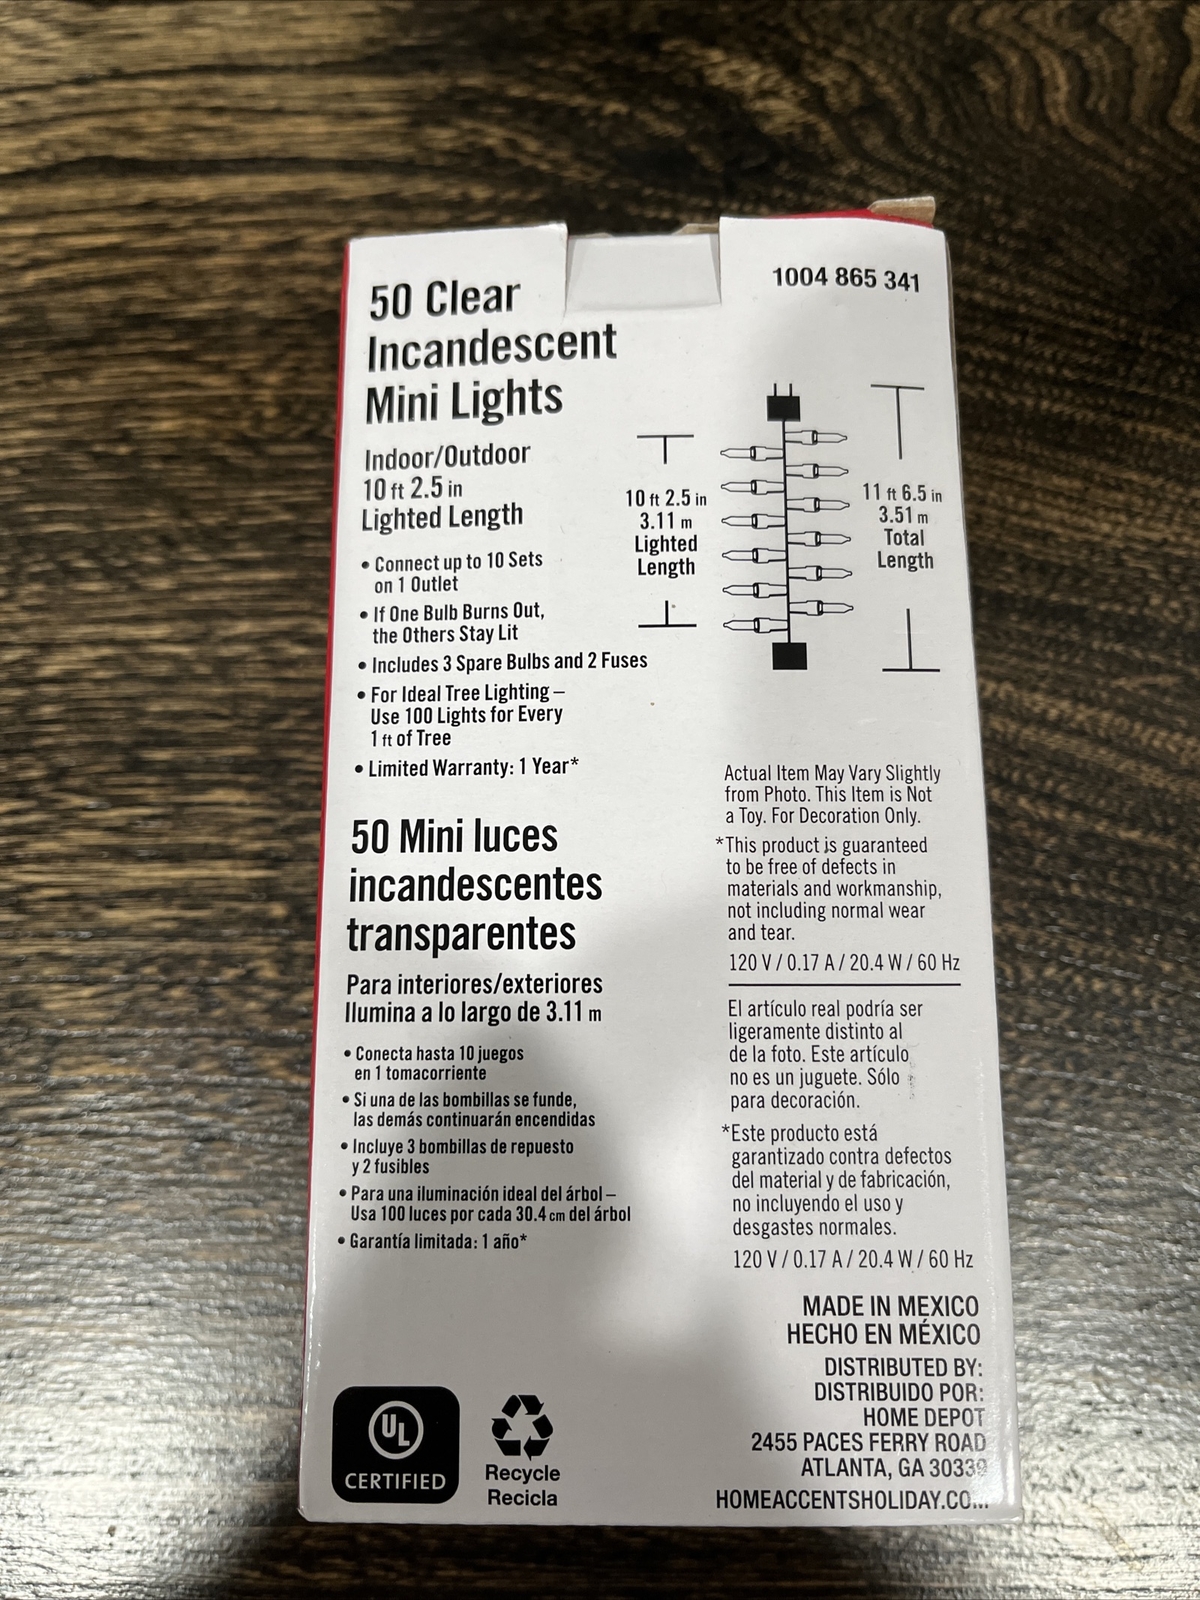 50 Clear
Incandescent
Mini Lights
Indoor/Outdoor
10 ft 2.5 in
Lighted Length
• Connect up to 10 Sets
on 1 Outlet
• If One Bulb Burns Out,
the Others Stay Lit
• Includes 3 Spare Bulbs and 2 Fuses
• For Ideal Tree Lighting –
Use 100 Lights for Every
1 ft of Tree
• Limited Warranty: 1 Year*
50 Mini luces
incandescentes
transparentes
Para interiores/exteriores
Ilumina a lo largo de 3.11 m
• Conecta hasta 10 juegos
en 1 tomacorriente
• Si una de las bombillas se funde,
las demás continuarán encendidas
• Incluye 3 bombillas de repuesto
y 2 fusibles
• Para una iluminación ideal del árbol –
Usa 100 luces por cada 30.4 cm del árbol
• Garantía limitada: 1 año*
UL
CERTIFIED
Recycle
Recicla
1004 865 341
10 ft 2.5 in
3.11 m
Lighted
Length
11 ft 6.5 in
3.51 m
Total
Length
Actual Item May Vary Slightly
from Photo. This Item is Not
a Toy. For Decoration Only.
*This product is guaranteed
to be free of defects in
materials and workmanship,
not including normal wear
and tear.
120 V / 0.17 A / 20.4 W / 60 Hz
El artículo real podría ser
ligeramente distinto al
de la foto. Este artículo
no es un juguete. Sólo
para decoración.
*Este producto está
garantizado contra defectos
del material y de fabricación,
no incluyendo el uso y
desgastes normales.
120 V / 0.17 A / 20.4 W / 60 Hz
MADE IN MEXICO
HECHO EN MÉXICO
DISTRIBUTED BY:
DISTRIBUIDO POR:
HOME DEPOT
2455 PACES FERRY ROAD
ATLANTA, GA 30339
HOMEACCENTSHOLIDAY.COM